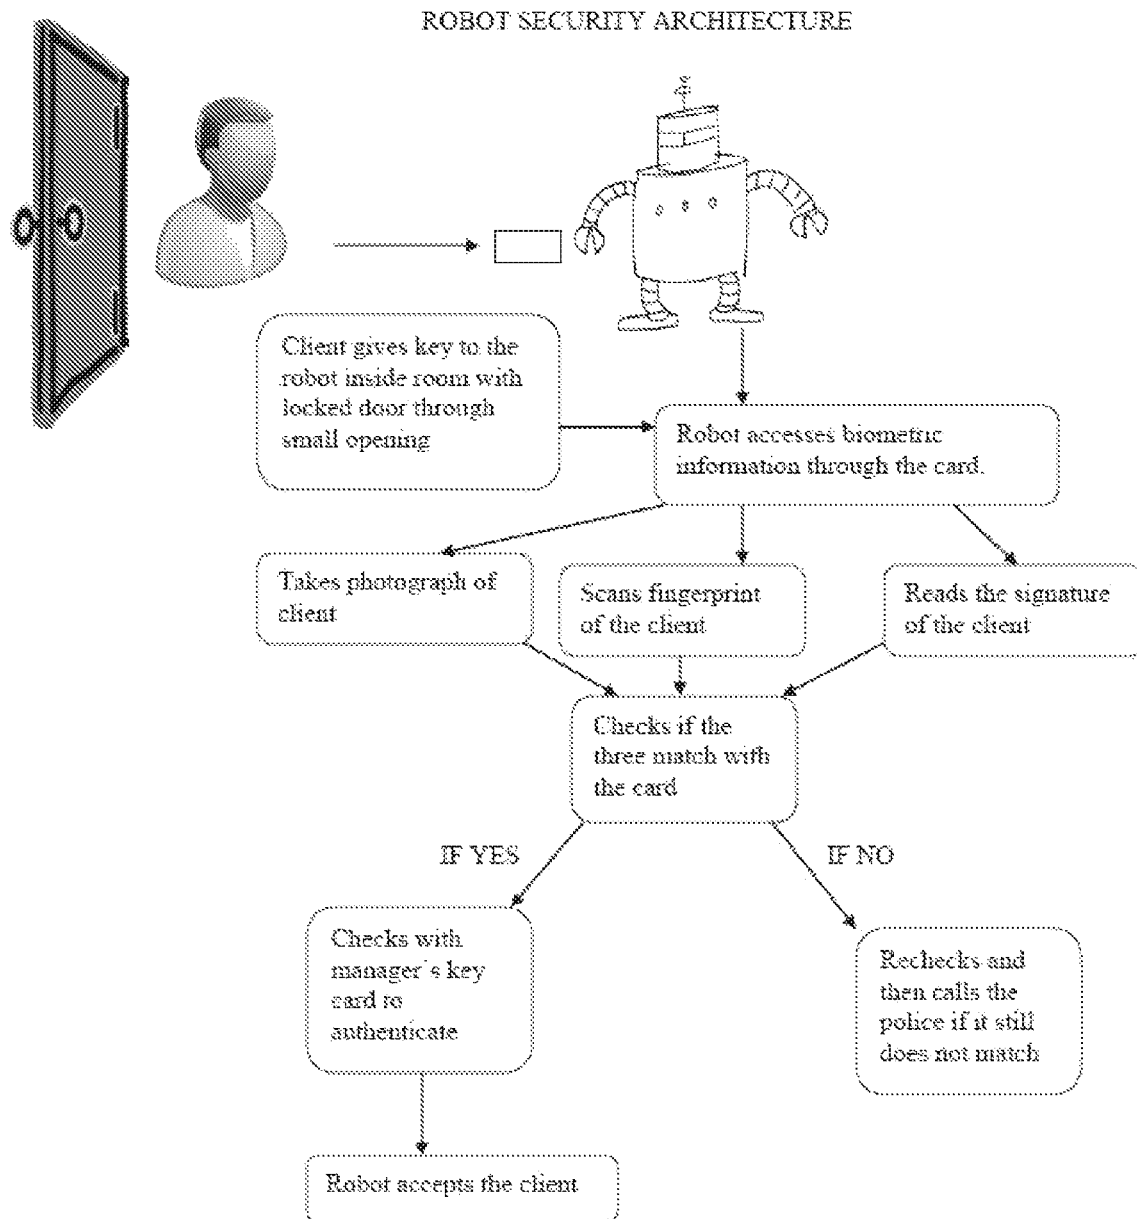 ROBOT SECURITY ARCHITECTURE
Client gives key to the
robot inside room with
locked door through
small opening
Robot accesses biometric
information through the card.
Takes photograph of
client
Scans fingerprint
of the client
Reads the signature
of the client
Checks if the
three match with
the card
IF YES
IF NO
Checks with
manager's key
card to
authenticate
Rechecks and
then calls the
police if it still
does not match
Robot accepts the client